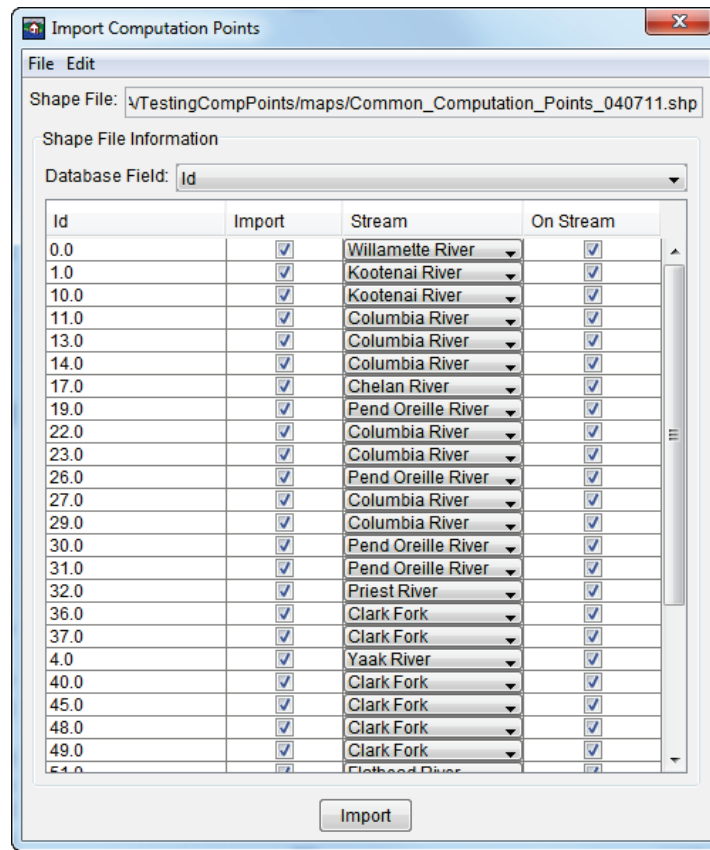 Import Computation Points
File Edit
Shape File: \/TestingCompPoints/maps/Common_Computation_Points_040711.shp
Shape File Information
Database Field: Id
Id Import Stream On Stream
0.0 Willamette River
1.0 Kootenai River
10.0 Kootenai River
11.0 Columbia River
13.0 Columbia River
14.0 Columbia River
17.0 Chelan River
19.0 Pend Oreille River
22.0 Columbia River
23.0 Columbia River
26.0 Pend Oreille River
27.0 Columbia River
29.0 Columbia River
30.0 Pend Oreille River
31.0 Pend Oreille River
32.0 Priest River
36.0 Clark Fork
37.0 Clark Fork
4.0 Yaak River
40.0 Clark Fork
45.0 Clark Fork
48.0 Clark Fork
49.0 Clark Fork
51.0 Flathead River
Import